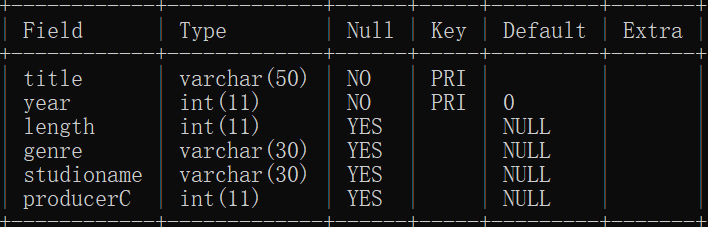 Field Type Null Key Default Extra
title varchar(50) NO PRI
year int(11) NO PRI 0
length int(11) YES NULL
genre varchar(30) YES NULL
studioname varchar(30) YES NULL
producerC int(11) YES NULL